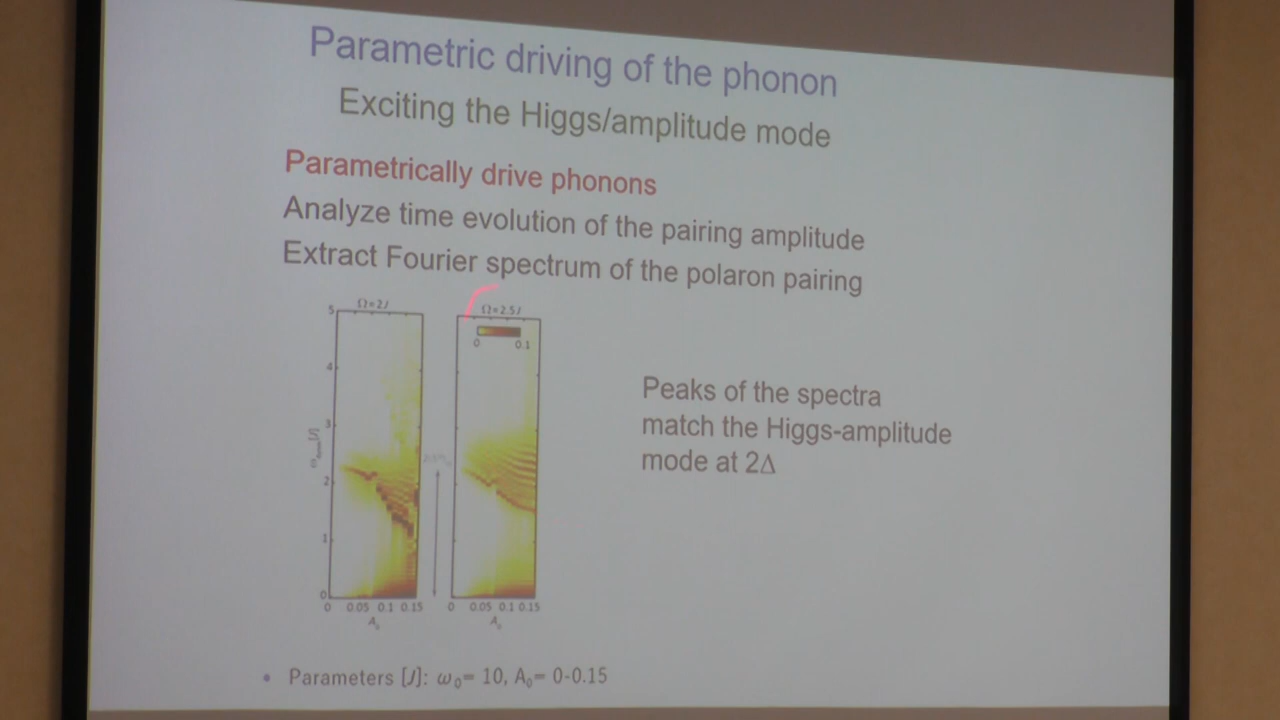 Parametric driving of the phonon
Exciting the Higgs/amplitude mode
Parametrically drive phonons
Analyze time evolution of the pairing amplitude
Extract Fourier spectrum of the polaron pairing
Ω=2J
Ω=2.5J
5
4
3
2
1
0
0 0.1
0 0.05 0.1 0.15
0 0.05 0.1 0.15
A₀
A₀
Peaks of the spectra
match the Higgs-amplitude
mode at 2Δ
• Parameters [J]: ω₀= 10, A₀= 0-0.15